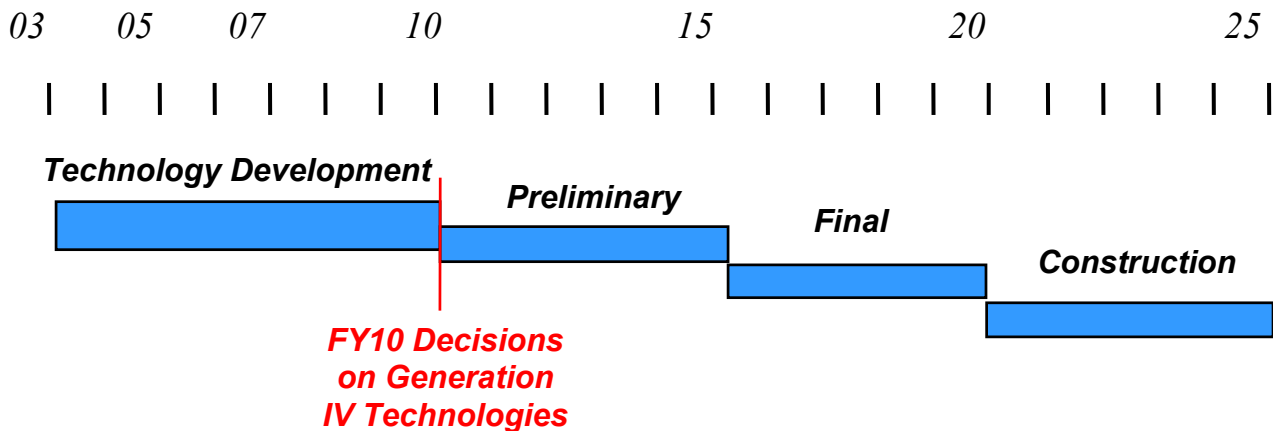 03 05 07 10 15 20 25
Technology Development
Preliminary
Final
Construction
FY10 Decisions
on Generation
IV Technologies